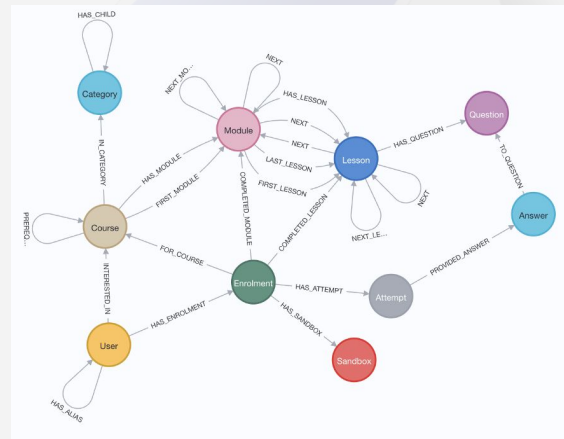 HAS_CHILD
Category
IN_CATEGORY
NEXT_MO...
NEXT
Module
HAS_LESSON
NEXT
NEXT
LAST_LESSON
FIRST_LESSON
Lesson
NEXT
NEXT_LE...
HAS_QUESTION
Question
TO_QUESTION
Answer
HAS_MODULE
FIRST_MODULE
COMPLETED_MODULE
COMPLETED_LESSON
PREREQ...
Course
FOR_COURSE
INTERESTED_IN
Enrolment
HAS_ATTEMPT
Attempt
PROVIDED_ANSWER
HAS_ENROLMENT
HAS_SANDBOX
Sandbox
User
HAS_ALIAS